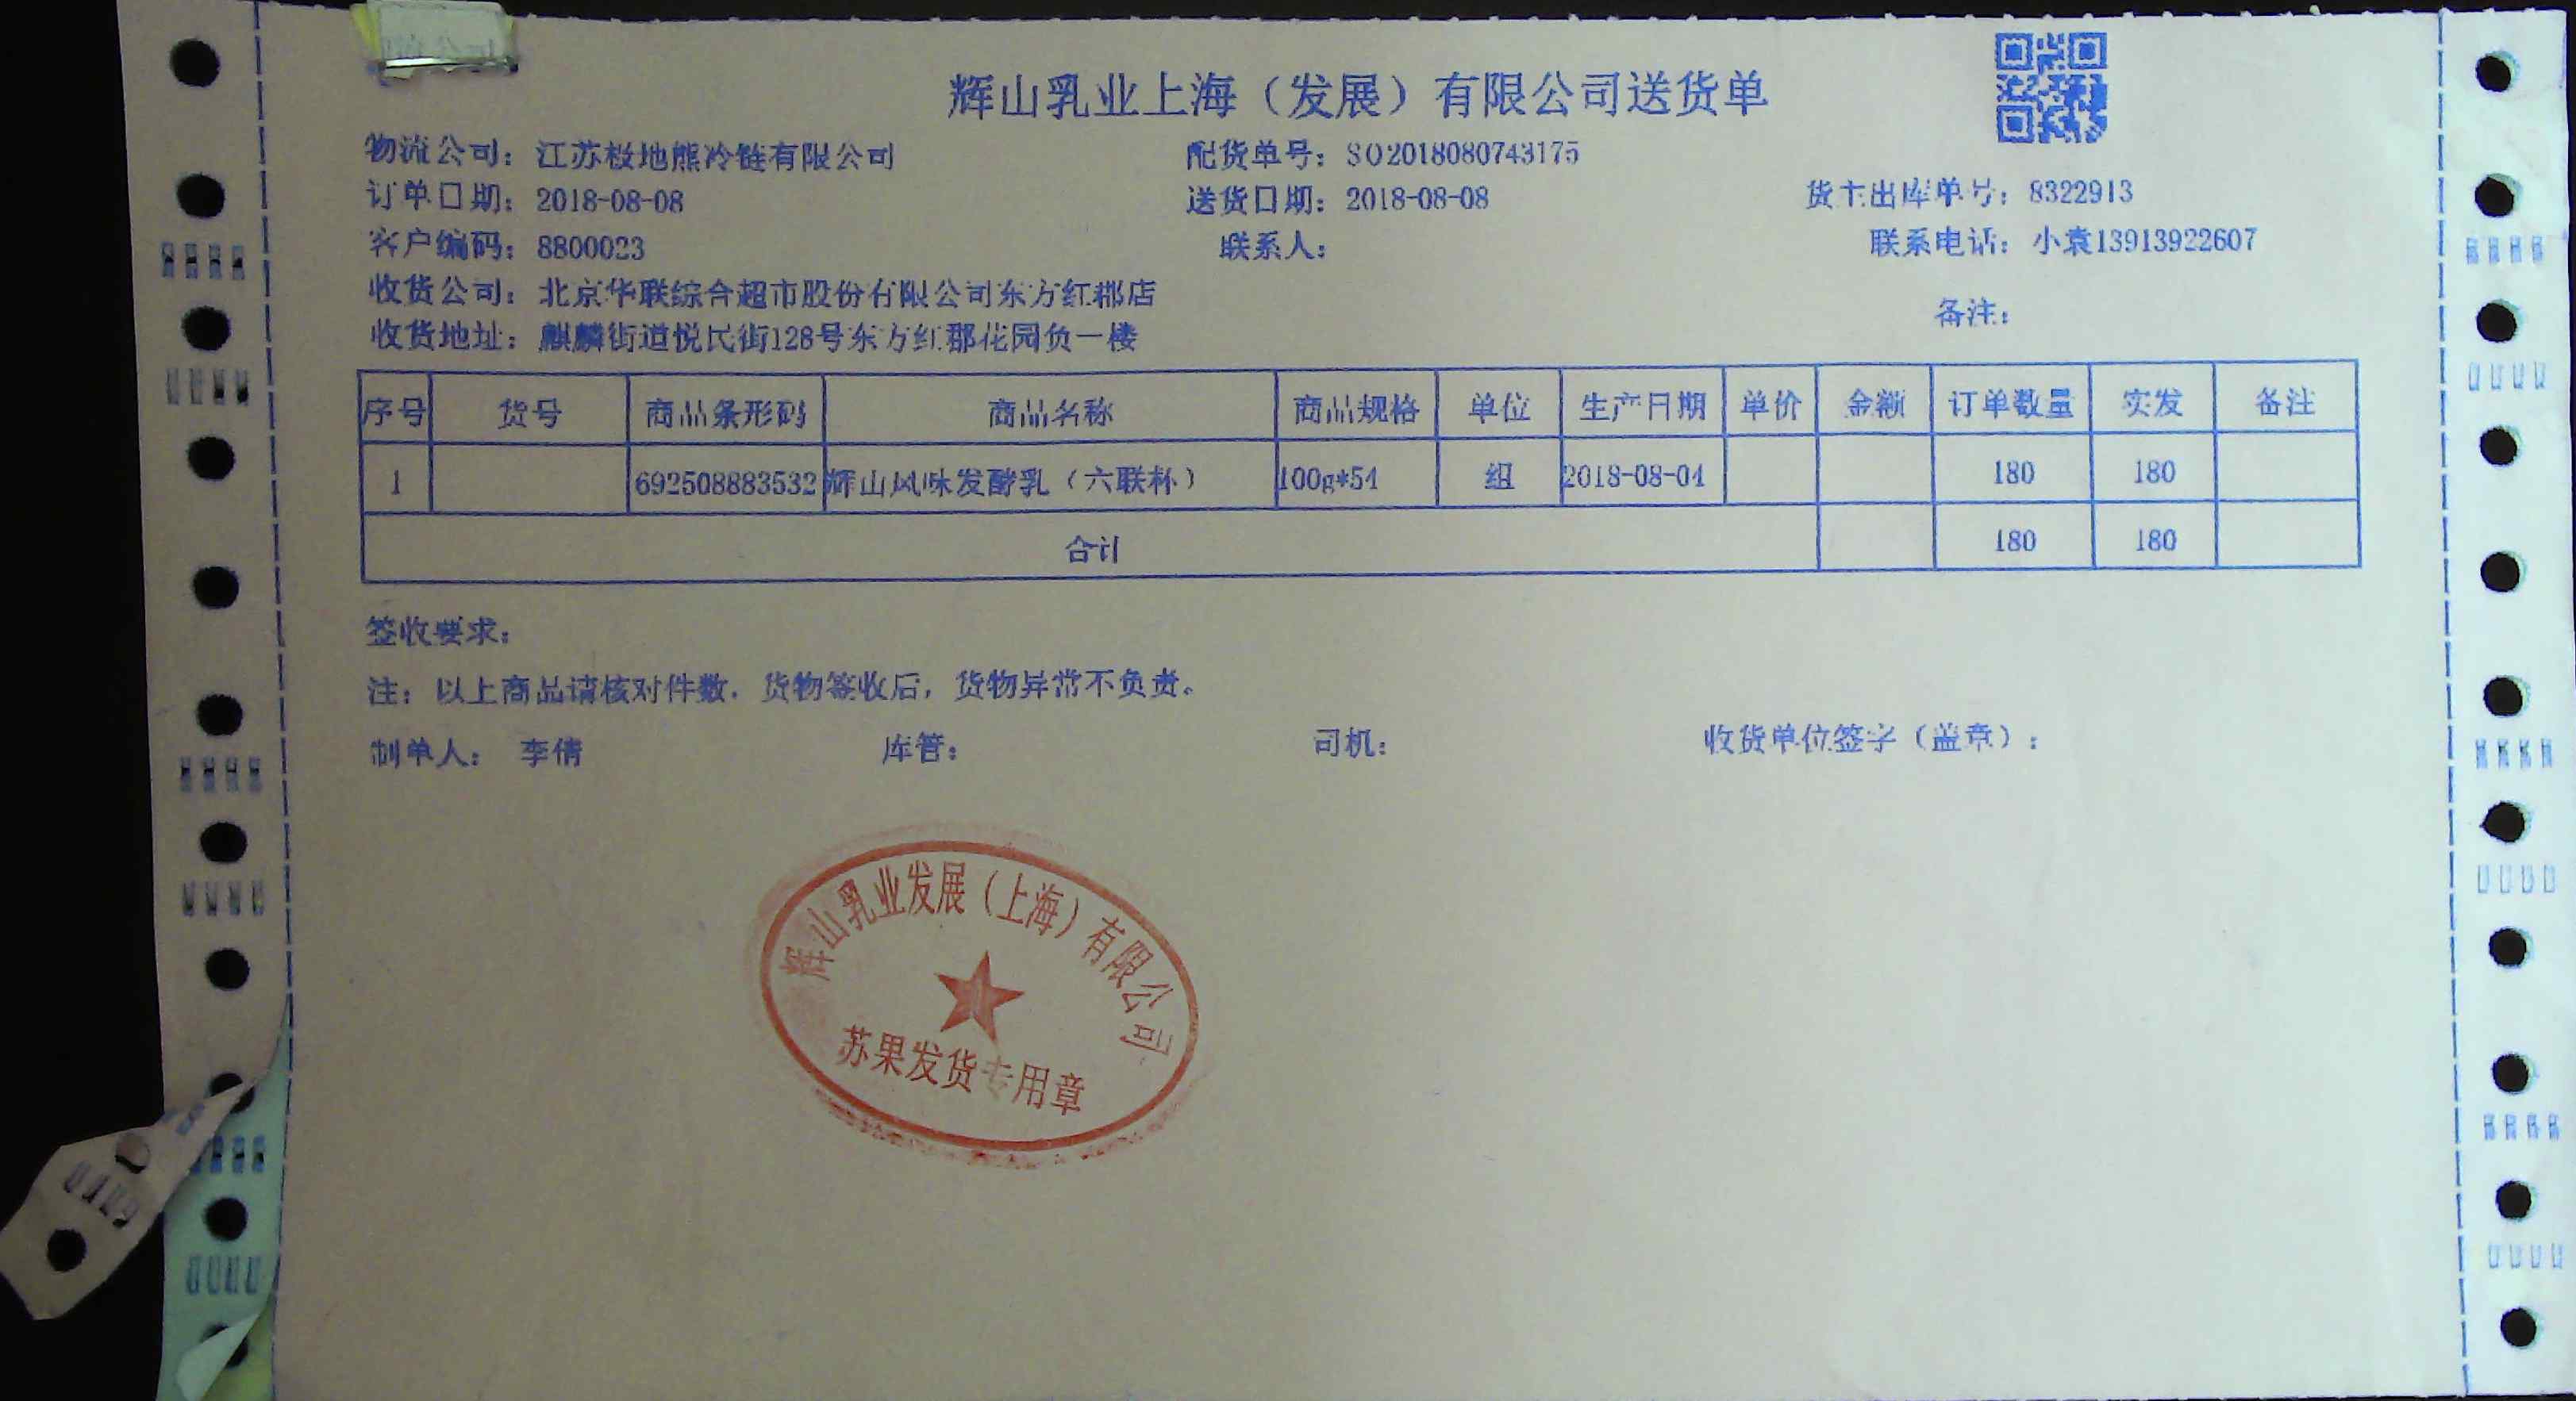 辉山乳业上海（发展）有限公司送货单
物流公司：江苏极地熊冷链有限公司 配货单号：SO2018080743175
订单日期：2018-08-08 送货日期：2018-08-08 货主出库单号：8322913
客户编码：8800023 联系人： 联系电话：小袁13913922607
收货公司：北京华联综合超市股份有限公司东方红郡店
备注：
收货地址：麒麟街道悦民街128号东方红郡花园负一楼
序号 货号 商品条形码 商品名称 商品规格 单位 生产日期 单价 金额 订单数量 实发 备注
1 692508883532 辉山风味发酵乳（六联杯） 100g*54 组 2018-08-04 180 180
合计 180 180
签收要求：
注：以上商品请核对件数，货物签收后，货物异常不负责。
制单人：李倩 库管： 司机： 收货单位签字（盖章）：
辉山乳业发展（上海）有限公司
苏果发货专用章